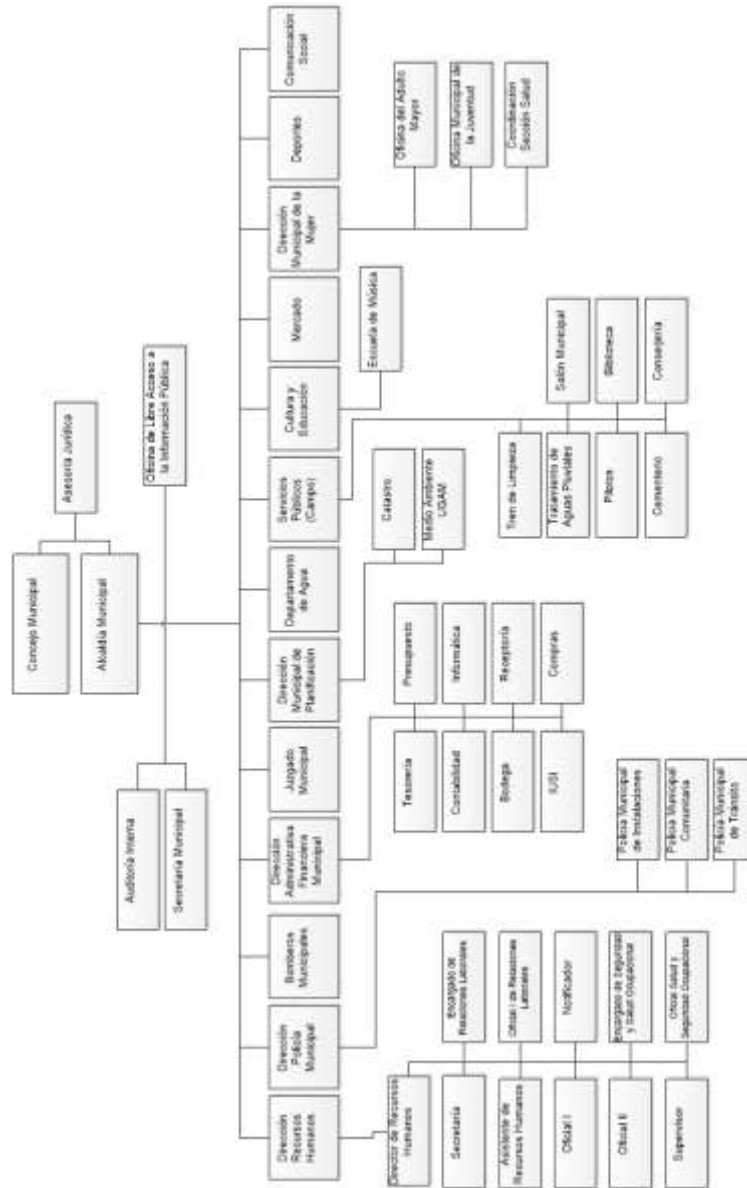 Concejo Municipal
Alcaldía Municipal
Asesoría Jurídica
Auditoría Interna
Secretaría Municipal
Oficina de Libre Acceso a
la Información Pública
Dirección
Recursos
Humanos
Dirección
Policía
Municipal
Bomberos
Municipales
Dirección
Administrativa
Financiera
Municipal
Juzgado
Municipal
Dirección
Municipal de
Planificación
Departamento
de Agua
Servicios
Públicos
(Campo)
Cultura y
Educación
Mercado
Dirección
Municipal de la
Mujer
Deportes
Comunicación
Social
Director de Recursos
Humanos
Secretaria
Encargado de
Relaciones Laborales
Asistente de
Recursos Humanos
Oficial I de Relaciones
Laborales
Oficial I
Notificador
Oficial II
Encargado de Seguridad
y Salud Ocupacional
Supervisor
Oficial Salud y
Seguridad Ocupacional
Policía Municipal
de Instalaciones
Policía Municipal
Comunitaria
Policía Municipal
de Tránsito
Tesorería
Presupuesto
Contabilidad
Informática
Bodega
Receptoría
IUSI
Compras
Catastro
Medio Ambiente
UGAM
Tren de Limpieza
Salón Municipal
Tratamiento de
Aguas Pluviales
Biblioteca
Pilotos
Cementerio
Conserjería
Escuela de Música
Oficina del Adulto
Mayor
Oficina Municipal de
la Juventud
Coordinación
Sección Salud